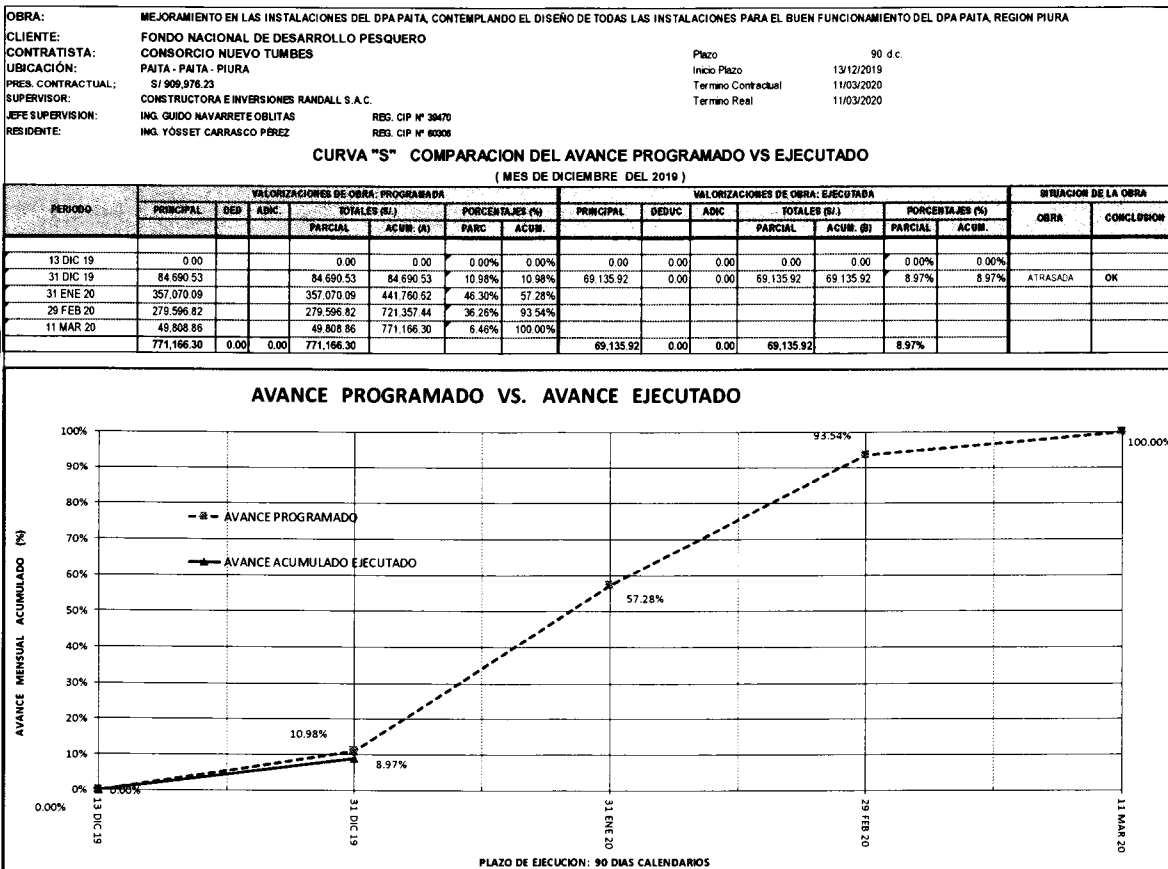 OBRA: MEJORAMIENTO EN LAS INSTALACIONES DEL DPA PAITA, CONTEMPLANDO EL DISEÑO DE TODAS LAS INSTALACIONES PARA EL BUEN FUNCIONAMIENTO DEL DPA PAITA, REGION PIURA
CLIENTE: FONDO NACIONAL DE DESARROLLO PESQUERO
CONTRATISTA: CONSORCIO NUEVO TUMBES Plazo 90 d.c.
UBICACIÓN: PAITA - PAITA - PIURA Inicio Plazo 13/12/2019
PRES. CONTRACTUAL; S/ 909,976.23 Termino Contractual 11/03/2020
SUPERVISOR: CONSTRUCTORA E INVERSIONES RANDALL S.A.C. Termino Real 11/03/2020
JEFE SUPERVISION: ING. GUIDO NAVARRETE OBLITAS REG. CIP Nº 39470
RESIDENTE: ING. YÓSSET CARRASCO PÉREZ REG. CIP Nº 60306
CURVA "S" COMPARACION DEL AVANCE PROGRAMADO VS EJECUTADO
( MES DE DICIEMBRE DEL 2019 )
PERIODO VALORIZACIONES DE OBRA: PROGRAMADA VALORIZACIONES DE OBRA: EJECUTADA SITUACION DE LA OBRA
PRINCIPAL DED ADIC. TOTALES (S/.) PORCENTAJES (%) PRINCIPAL DEDUC ADIC TOTALES (S/.) PORCENTAJES (%) OBRA CONCLUSION
PARCIAL ACUM. (A) PARC ACUM. PARCIAL ACUM. (B) PARCIAL ACUM.
13 DIC 19 0.00 0.00 0.00 0.00% 0.00% 0.00 0.00 0.00 0.00 0.00 0.00% 0.00%
31 DIC 19 84,690.53 84,690.53 84,690.53 10.98% 10.98% 69,135.92 0.00 0.00 69,135.92 69,135.92 8.97% 8.97% ATRASADA OK
31 ENE 20 357,070.09 357,070.09 441,760.62 46.30% 57.28%
29 FEB 20 279,596.82 279,596.82 721,357.44 36.26% 93.54%
11 MAR 20 49,808.86 49,808.86 771,166.30 6.46% 100.00%
771,166.30 0.00 0.00 771,166.30 69,135.92 0.00 0.00 69,135.92 8.97%
AVANCE PROGRAMADO VS. AVANCE EJECUTADO
AVANCE MENSUAL ACUMULADO (%)
100%
90%
80%
70%
60%
50%
40%
30%
20%
10%
0%
AVANCE PROGRAMADO
AVANCE ACUMULADO EJECUTADO
0.00%
0.00%
10.98%
8.97%
57.28%
93.54%
100.00%
13 DIC 19
31 DIC 19
31 ENE 20
29 FEB 20
11 MAR 20
PLAZO DE EJECUCION: 90 DIAS CALENDARIOS